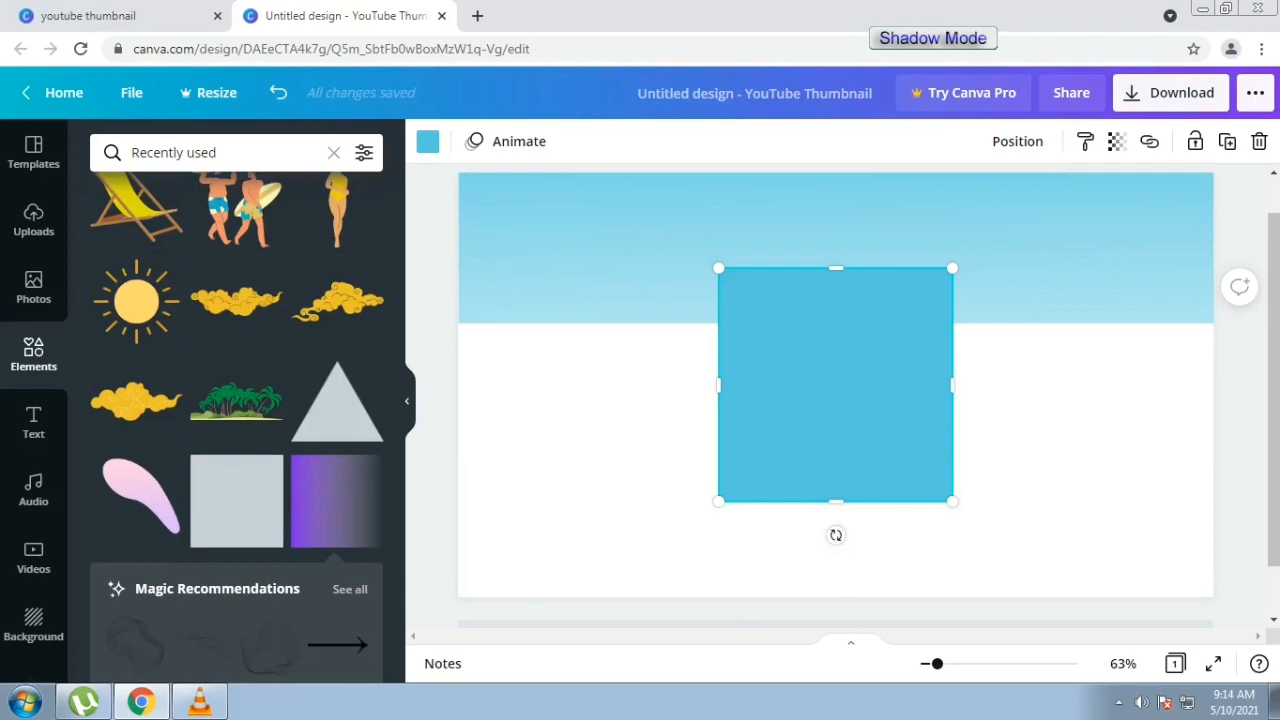 youtube thumbnail
Untitled design - YouTube Thum
canva.com/design/DAEeCTA4k7g/Q5m_SbtFb0wBoxMzW1q-Vg/edit
Shadow Mode
Home
File
Resize
All changes saved
Untitled design - YouTube Thumbnail
Try Canva Pro
Share
Download
Templates
Uploads
Photos
Elements
Text
Audio
Videos
Background
Recently used
Magic Recommendations
See all
Animate
Position
Notes
63%
1
9:14 AM
5/10/2021